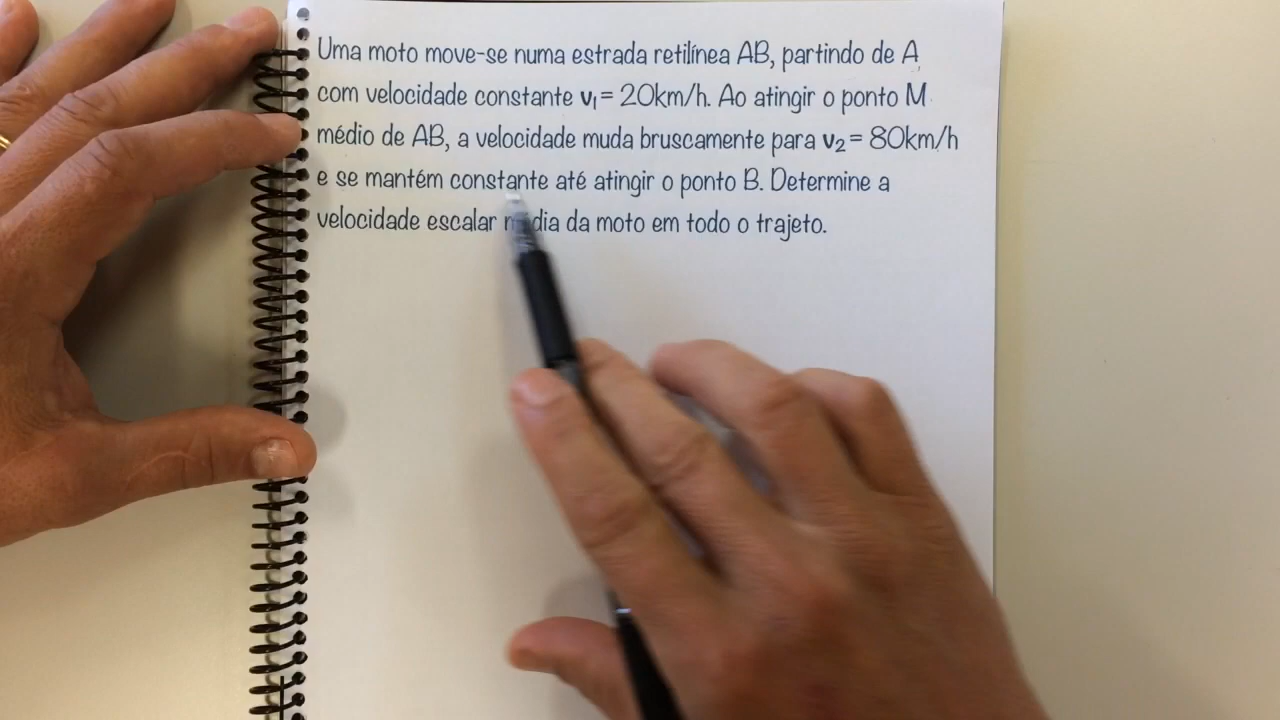 Uma moto move-se numa estrada retilínea AB, partindo de A
com velocidade constante v₁ = 20km/h. Ao atingir o ponto M
médio de AB, a velocidade muda bruscamente para v₂ = 80km/h
e se mantém constante até atingir o ponto B. Determine a
velocidade escalar média da moto em todo o trajeto.